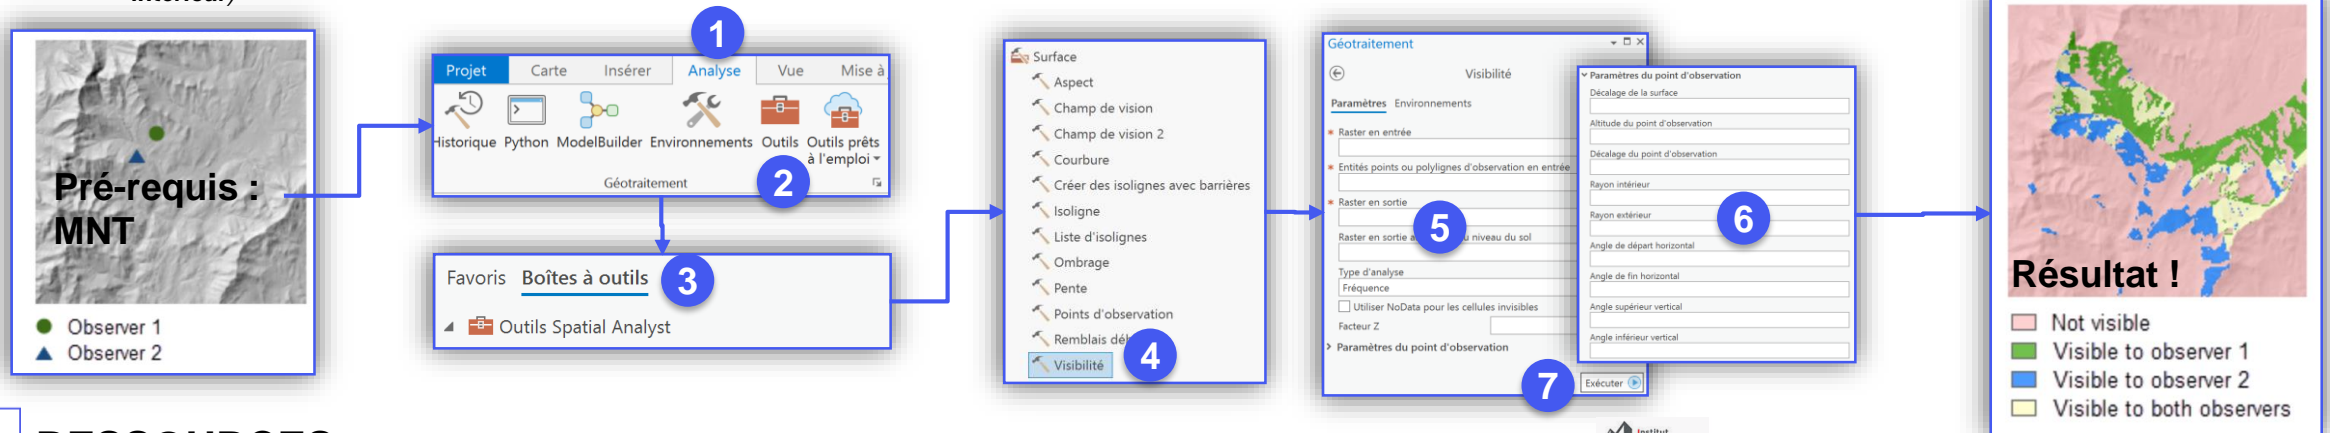 intérieur)
Pré-requis :
MNT
Observer 1
Observer 2
1
Projet Carte Insérer Analyse Vue Mise à
Historique Python ModelBuilder Environnements Outils Outils prêts
à l'emploi
2
Géotraitement
Favoris Boîtes à outils
3
Outils Spatial Analyst
Surface
Aspect
Champ de vision
Champ de vision 2
Courbure
Créer des isolignes avec barrières
Isoligne
Liste d'isolignes
Ombrage
Pente
Points d'observation
Remblais
Visibilité
4
Géotraitement
Visibilité
Paramètres Environnements
* Raster en entrée
* Entités points ou polylignes d'observation en entrée
* Raster en sortie
5
Raster en sortie niveau du sol
Type d'analyse
Fréquence
Utiliser NoData pour les cellules invisibles
Facteur Z
Paramètres du point d'observation
7
Exécuter
Paramètres du point d'observation
Décalage de la surface
Altitude du point d'observation
Décalage du point d'observation
Rayon intérieur
Rayon extérieur
6
Angle de départ horizontal
Angle de fin horizontal
Angle supérieur vertical
Angle inférieur vertical
Résultat !
Not visible
Visible to observer 1
Visible to observer 2
Visible to both observers
RESSOURCES
Institut